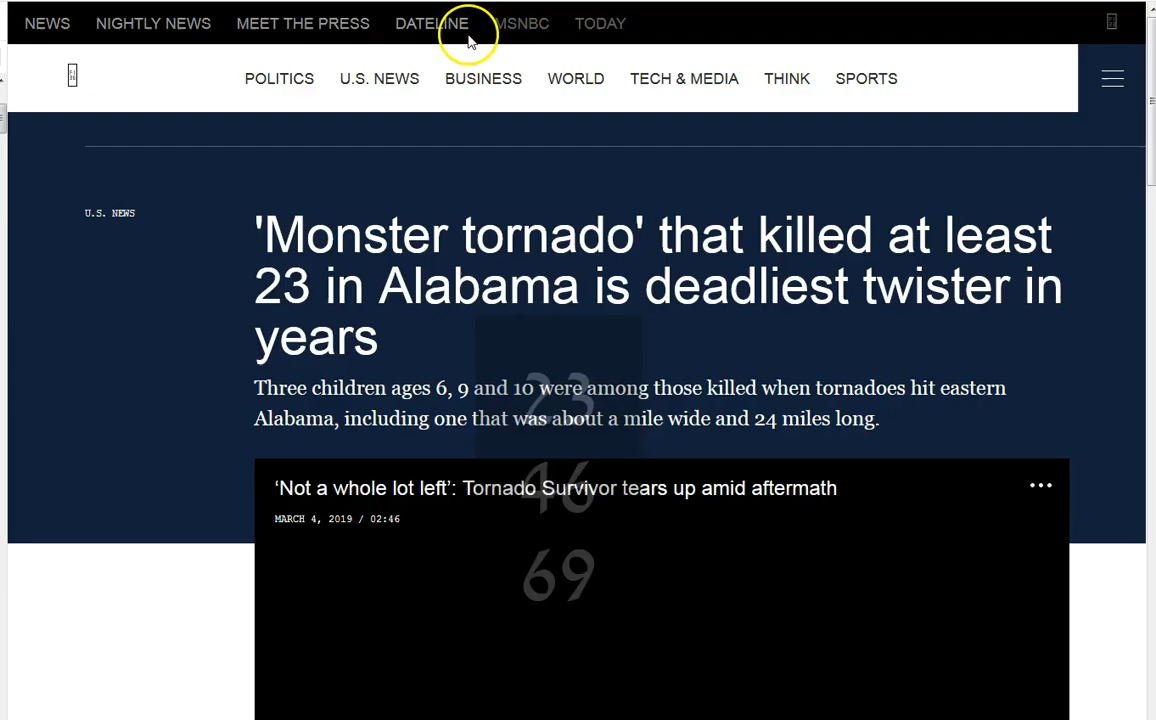 NEWS NIGHTLY NEWS MEET THE PRESS DATELINE MSNBC TODAY
POLITICS U.S. NEWS BUSINESS WORLD TECH & MEDIA THINK SPORTS
U.S. NEWS
'Monster tornado' that killed at least
23 in Alabama is deadliest twister in
years
Three children ages 6, 9 and 10 were among those killed when tornadoes hit eastern
Alabama, including one that was about a mile wide and 24 miles long.
23
46
69
‘Not a whole lot left’: Tornado Survivor tears up amid aftermath
MARCH 4, 2019 / 02:46